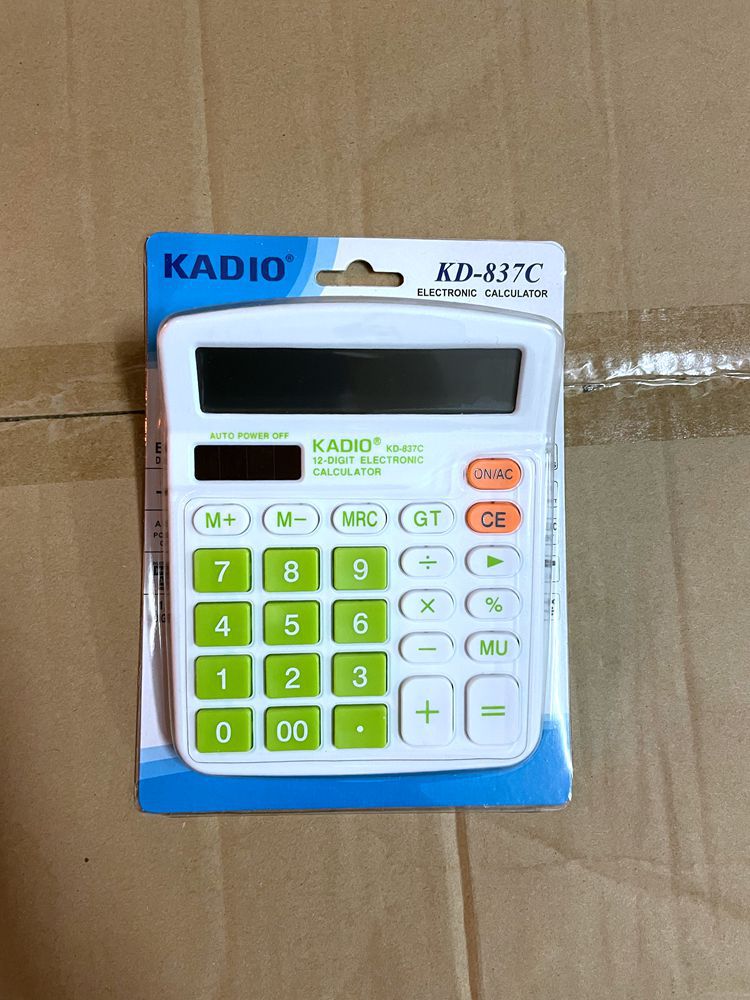 KADIO®
KD-837C
ELECTRONIC CALCULATOR
AUTO POWER OFF
KADIO® KD-837C
12-DIGIT ELECTRONIC
CALCULATOR
ON/AC
M+ M− MRC GT CE
7 8 9 ÷ ▶
4 5 6 × %
1 2 3 − MU
0 00 . + =